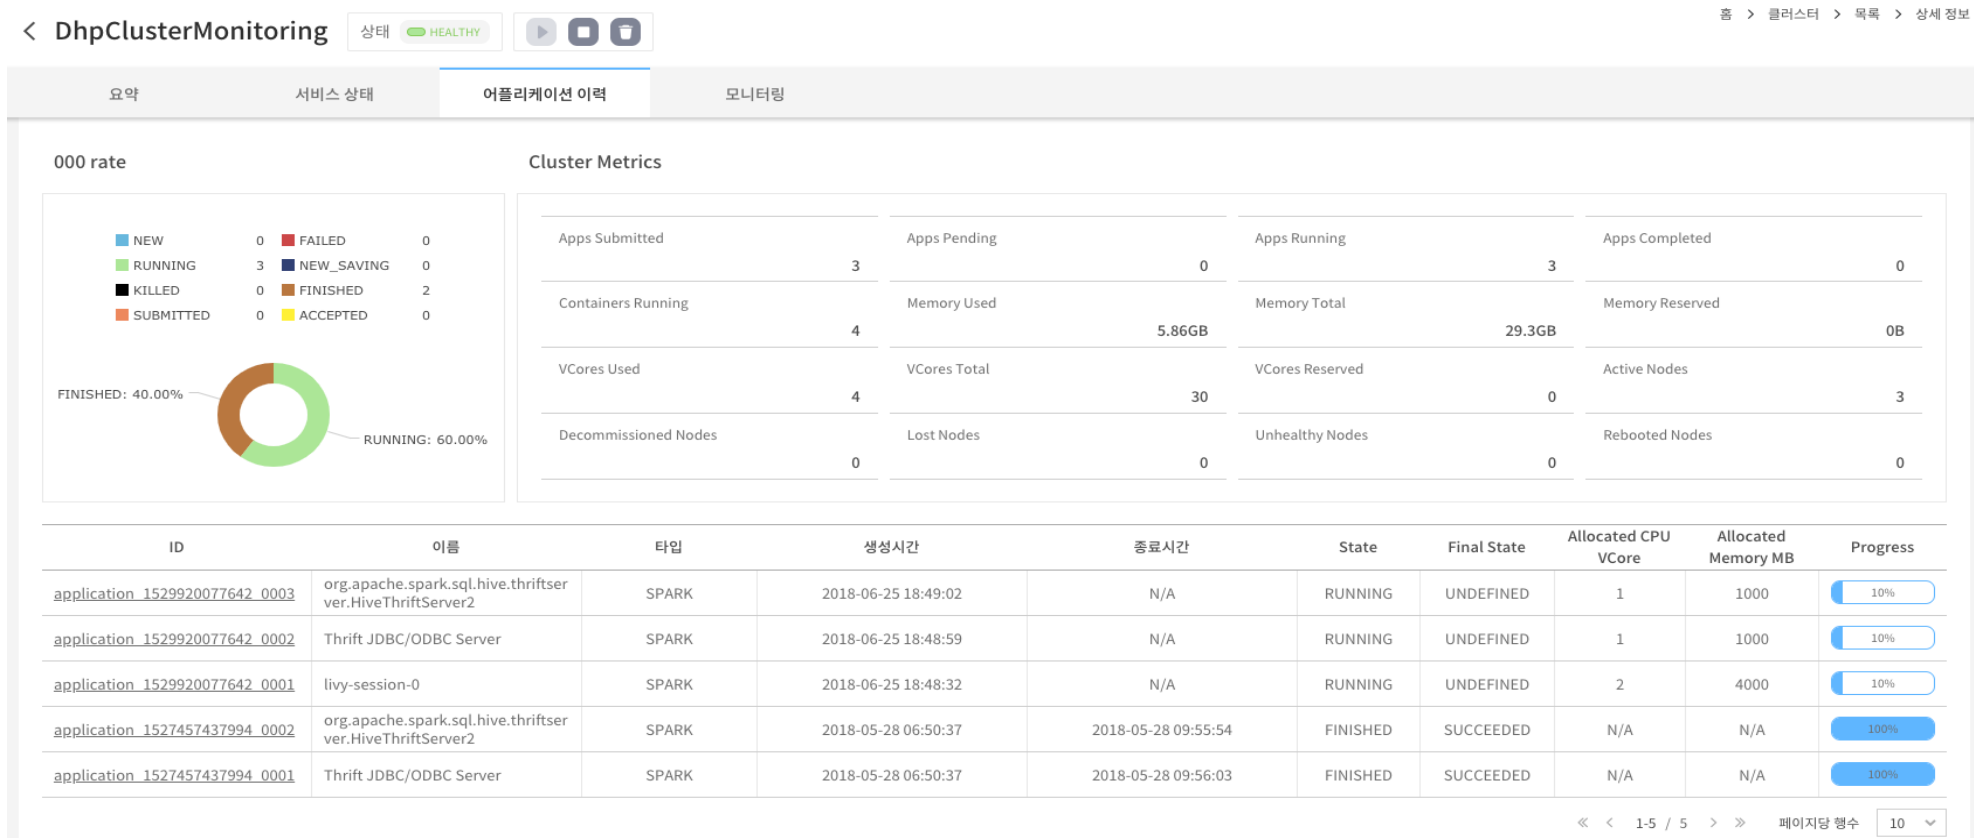 홈 > 클러스터 > 목록 > 상세 정보
DhpClusterMonitoring 상태 HEALTHY
요약 서비스 상태 어플리케이션 이력 모니터링
000 rate
NEW 0 FAILED 0
RUNNING 3 NEW_SAVING 0
KILLED 0 FINISHED 2
SUBMITTED 0 ACCEPTED 0
FINISHED: 40.00%
RUNNING: 60.00%
Cluster Metrics
Apps Submitted Apps Pending Apps Running Apps Completed
3 0 3 0
Containers Running Memory Used Memory Total Memory Reserved
4 5.86GB 29.3GB 0B
VCores Used VCores Total VCores Reserved Active Nodes
4 30 0 3
Decommissioned Nodes Lost Nodes Unhealthy Nodes Rebooted Nodes
0 0 0 0
ID 이름 타입 생성시간 종료시간 State Final State Allocated CPU VCore Allocated Memory MB Progress
application_1529920077642_0003 org.apache.spark.sql.hive.thriftser
ver.HiveThriftServer2 SPARK 2018-06-25 18:49:02 N/A RUNNING UNDEFINED 1 1000 10%
application_1529920077642_0002 Thrift JDBC/ODBC Server SPARK 2018-06-25 18:48:59 N/A RUNNING UNDEFINED 1 1000 10%
application_1529920077642_0001 livy-session-0 SPARK 2018-06-25 18:48:32 N/A RUNNING UNDEFINED 2 4000 10%
application_1527457437994_0002 org.apache.spark.sql.hive.thriftser
ver.HiveThriftServer2 SPARK 2018-05-28 06:50:37 2018-05-28 09:55:54 FINISHED SUCCEEDED N/A N/A 100%
application_1527457437994_0001 Thrift JDBC/ODBC Server SPARK 2018-05-28 06:50:37 2018-05-28 09:56:03 FINISHED SUCCEEDED N/A N/A 100%
« < 1-5 / 5 > » 페이지당 행수 10